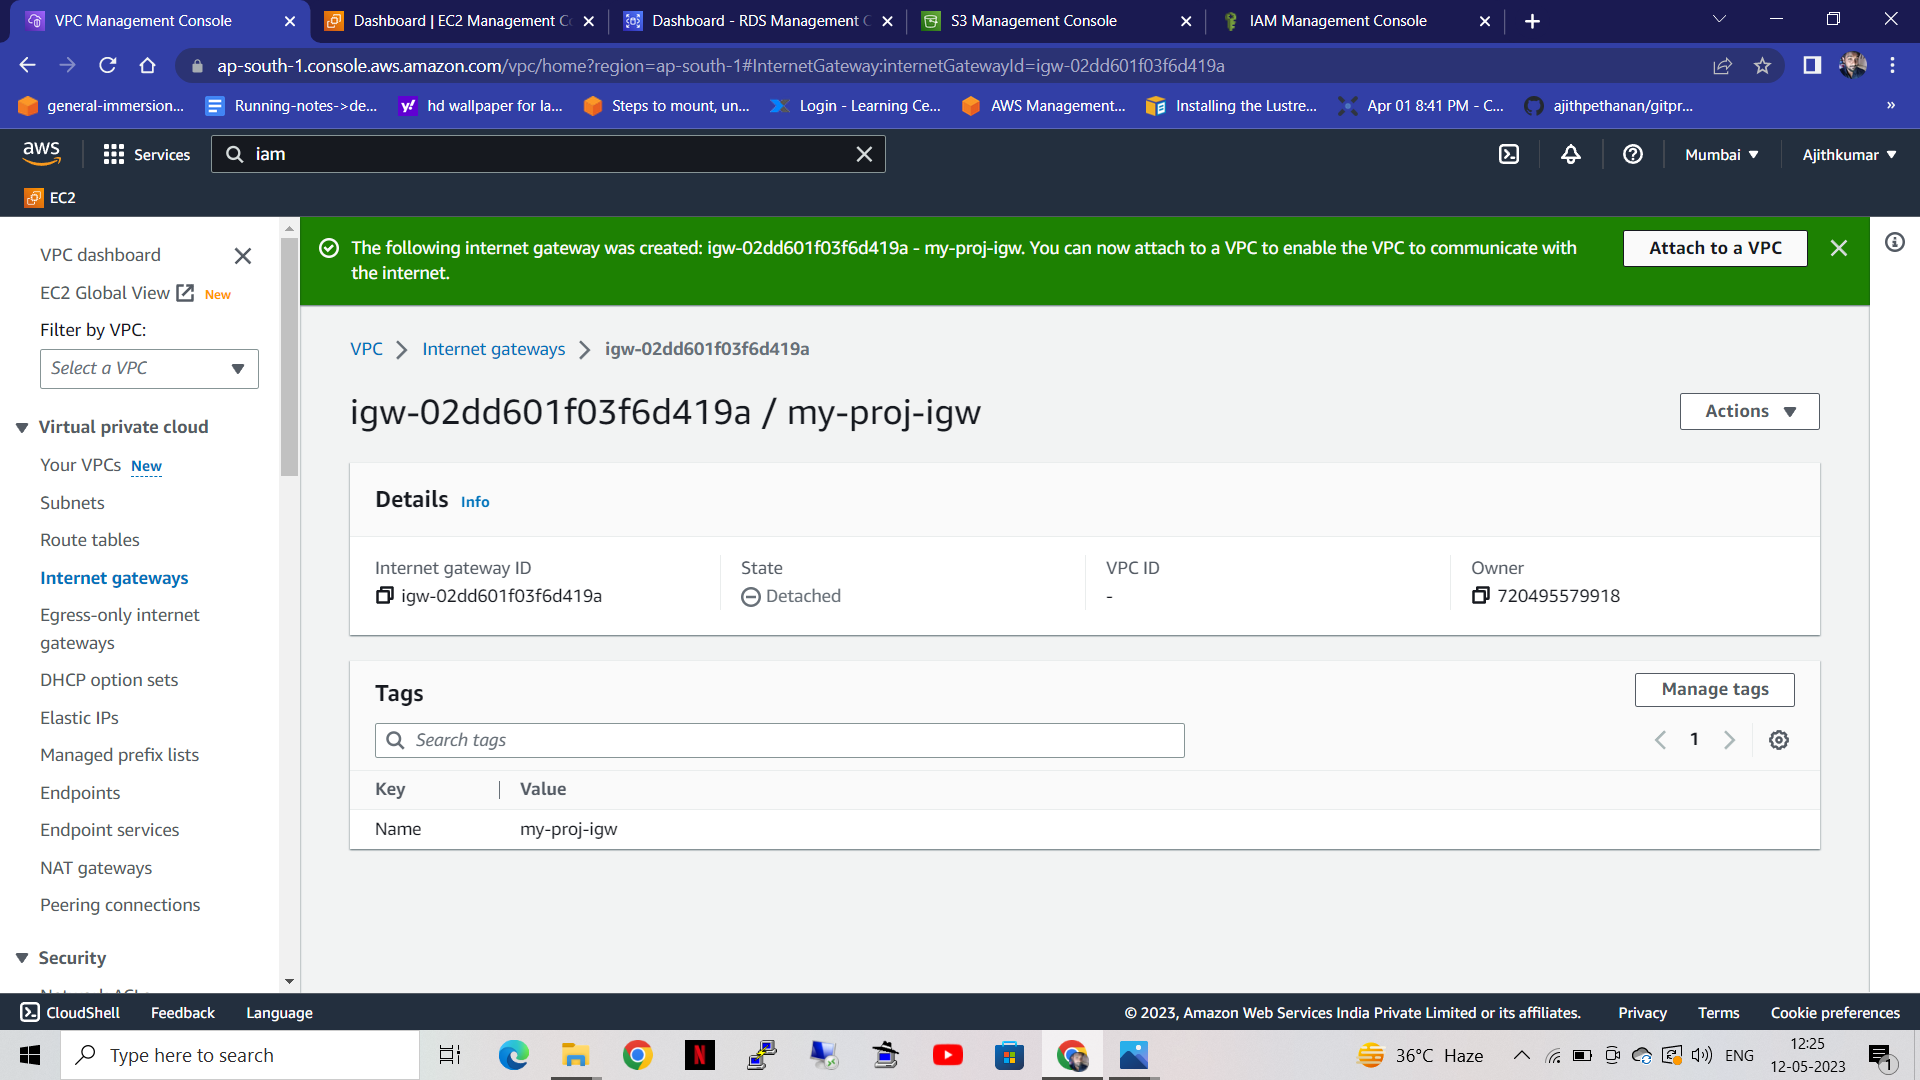 VPC Management Console
Dashboard | EC2 Management Co
Dashboard - RDS Management C
S3 Management Console
IAM Management Console
ap-south-1.console.aws.amazon.com/vpc/home?region=ap-south-1#InternetGateway:internetGatewayId=igw-02dd601f03f6d419a
general-immersion...
Running-notes->de...
hd wallpaper for la...
Steps to mount, un...
Login - Learning Ce...
AWS Management...
Installing the Lustre...
Apr 01 8:41 PM - C...
ajithpethanan/gitpr...
»
aws
Services
iam
Mumbai
Ajithkumar
EC2
VPC dashboard
EC2 Global View New
Filter by VPC:
Select a VPC
Virtual private cloud
Your VPCs New
Subnets
Route tables
Internet gateways
Egress-only internet
gateways
DHCP option sets
Elastic IPs
Managed prefix lists
Endpoints
Endpoint services
NAT gateways
Peering connections
Security
The following internet gateway was created: igw-02dd601f03f6d419a - my-proj-igw. You can now attach to a VPC to enable the VPC to communicate with
the internet.
Attach to a VPC
VPC
Internet gateways
igw-02dd601f03f6d419a
igw-02dd601f03f6d419a / my-proj-igw
Actions
Details Info
Internet gateway ID
igw-02dd601f03f6d419a
State
Detached
VPC ID
-
Owner
720495579918
Tags
Manage tags
Search tags
1
Key
Value
Name
my-proj-igw
CloudShell
Feedback
Language
© 2023, Amazon Web Services India Private Limited or its affiliates.
Privacy
Terms
Cookie preferences
Type here to search
36°C Haze
ENG
12:25
12-05-2023
1